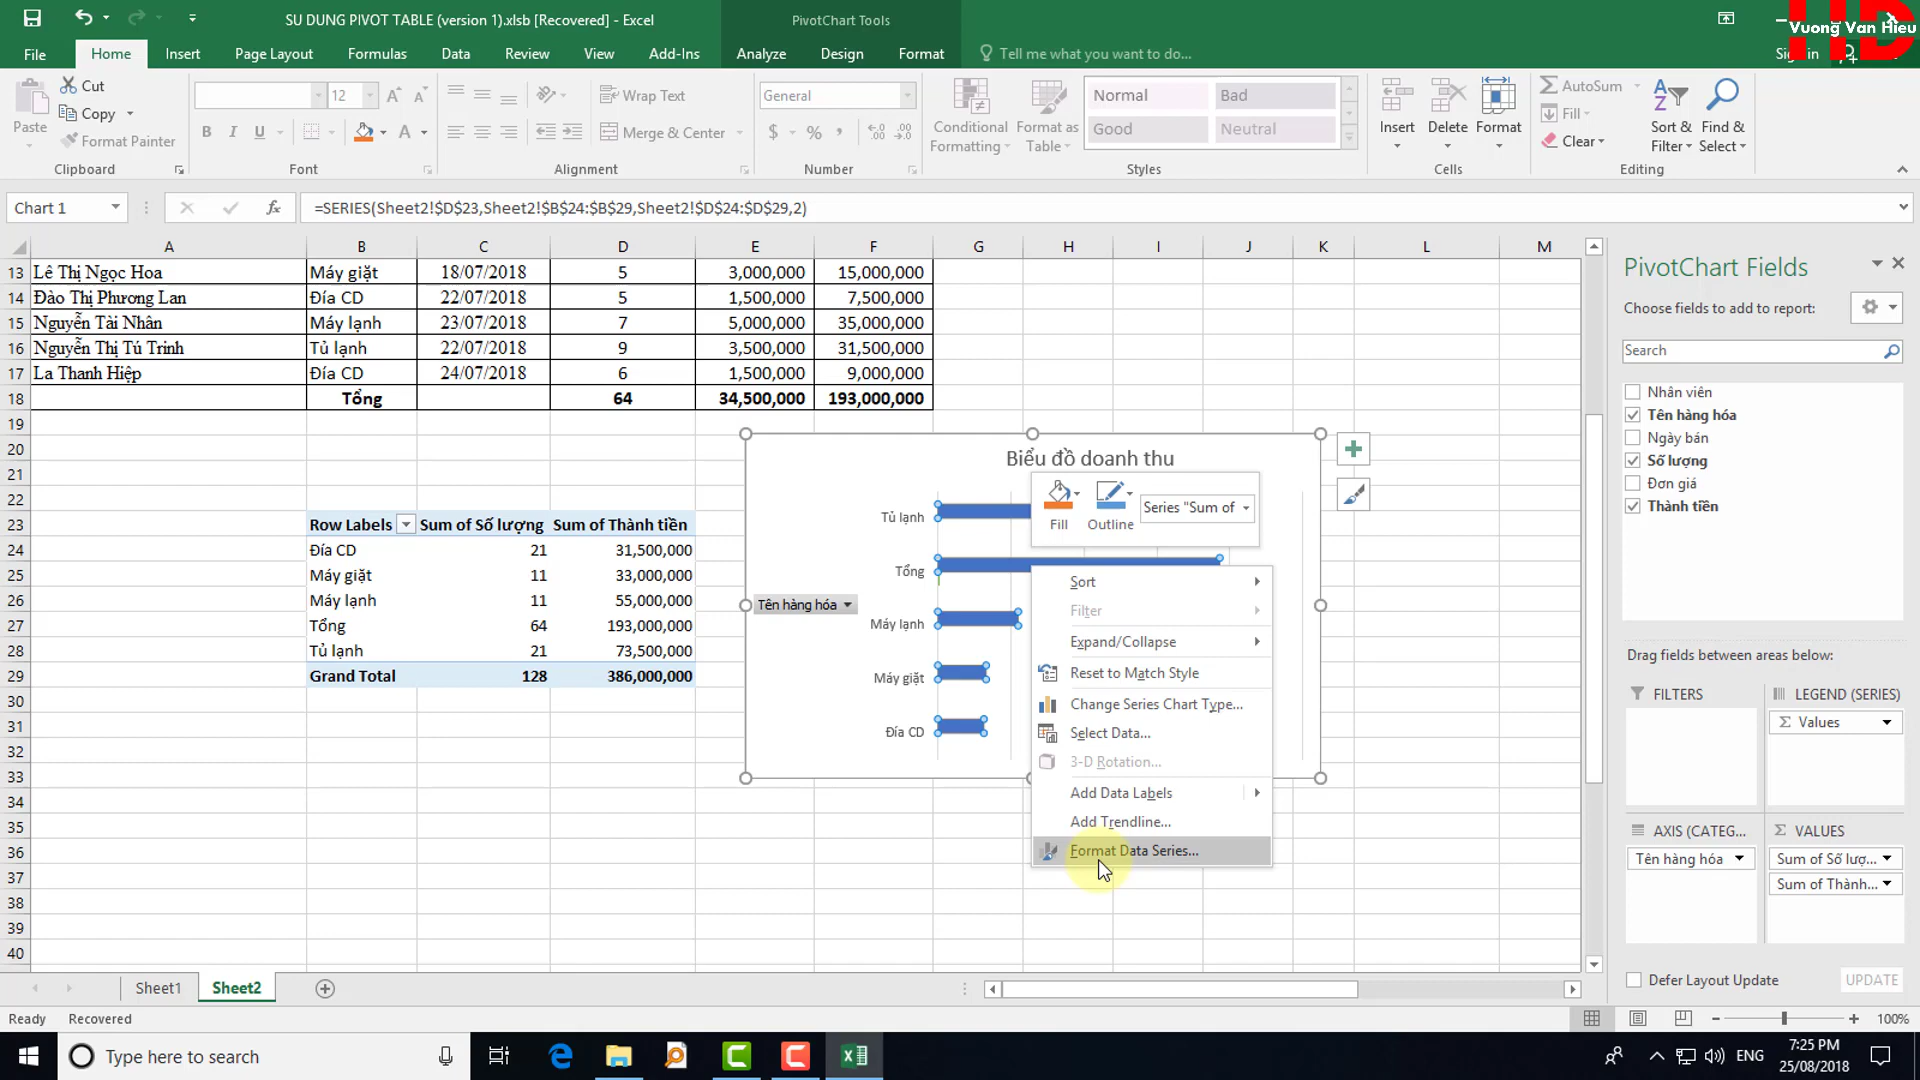 SU DUNG PIVOT TABLE (version 1).xlsb [Recovered] - Excel
PivotChart Tools
Vuong Van Hieu
File Home Insert Page Layout Formulas Data Review View Add-Ins Analyze Design Format Tell me what you want to do...
Paste
Cut
Copy
Format Painter
Clipboard
12
Font
Wrap Text
Merge & Center
Alignment
General
Number
Conditional Formatting
Format as Table
Normal Bad
Good Neutral
Styles
Insert Delete Format
Cells
AutoSum
Fill
Clear
Sort & Filter
Find & Select
Editing
Chart 1
=SERIES(Sheet2!$D$23,Sheet2!$B$24:$B$29,Sheet2!$D$24:$D$29,2)
A B C D E F G H I J K L M
13 Lê Thị Ngọc Hoa Máy giặt 18/07/2018 5 3,000,000 15,000,000
14 Đào Thị Phương Lan Đía CD 22/07/2018 5 1,500,000 7,500,000
15 Nguyễn Tài Nhân Máy lạnh 23/07/2018 7 5,000,000 35,000,000
16 Nguyễn Thị Tú Trinh Tủ lạnh 22/07/2018 9 3,500,000 31,500,000
17 La Thanh Hiệp Đía CD 24/07/2018 6 1,500,000 9,000,000
18 Tổng 64 34,500,000 193,000,000
19
20
21
22
23 Row Labels Sum of Số lượng Sum of Thành tiền
24 Đía CD 21 31,500,000
25 Máy giặt 11 33,000,000
26 Máy lạnh 11 55,000,000
27 Tổng 64 193,000,000
28 Tủ lạnh 21 73,500,000
29 Grand Total 128 386,000,000
30
31
32
33
34
35
36
37
38
39
40
Biểu đồ doanh thu
Tủ lạnh
Tổng
Máy lạnh
Máy giặt
Đía CD
Tên hàng hóa
Fill
Outline
Series "Sum of
Sort
Filter
Expand/Collapse
Reset to Match Style
Change Series Chart Type...
Select Data...
3-D Rotation...
Add Data Labels
Add Trendline...
Format Data Series...
PivotChart Fields
Choose fields to add to report:
Search
Nhân viên
Tên hàng hóa
Ngày bán
Số lượng
Đơn giá
Thành tiền
Drag fields between areas below:
FILTERS
LEGEND (SERIES)
Σ Values
AXIS (CATEG...
Tên hàng hóa
Σ VALUES
Sum of Số lượ...
Sum of Thành...
Defer Layout Update
UPDATE
Sheet1 Sheet2
Ready Recovered
100%
Type here to search
ENG
7:25 PM
25/08/2018